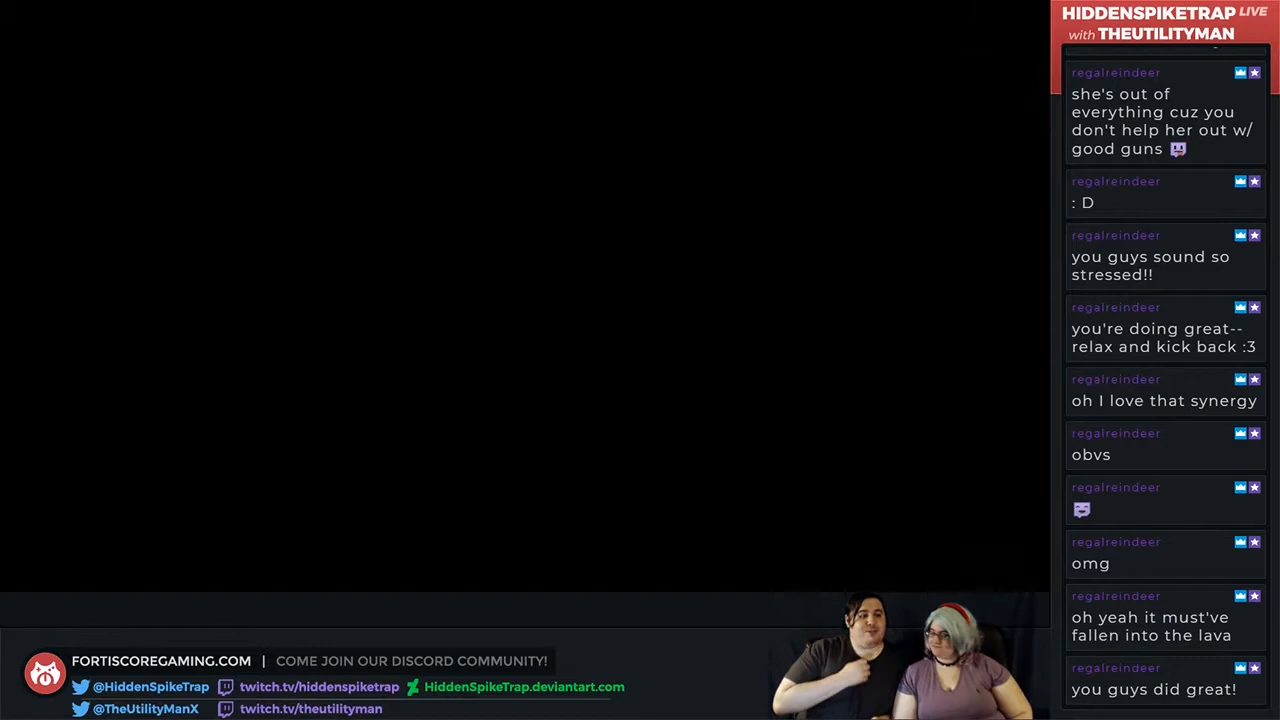 HIDDENSPIKETRAP LIVE
with THEUTILITYMAN
regalreindeer
she's out of
everything cuz you
don't help her out w/
good guns
regalreindeer
: D
regalreindeer
you guys sound so
stressed!!
regalreindeer
you're doing great--
relax and kick back :3
regalreindeer
oh I love that synergy
regalreindeer
obvs
regalreindeer
regalreindeer
omg
regalreindeer
oh yeah it must've
fallen into the lava
regalreindeer
you guys did great!
FORTISCOREGAMING.COM | COME JOIN OUR DISCORD COMMUNITY!
@HiddenSpikeTrap twitch.tv/hiddenspiketrap HiddenSpikeTrap.deviantart.com
@TheUtilityManX twitch.tv/theutilityman